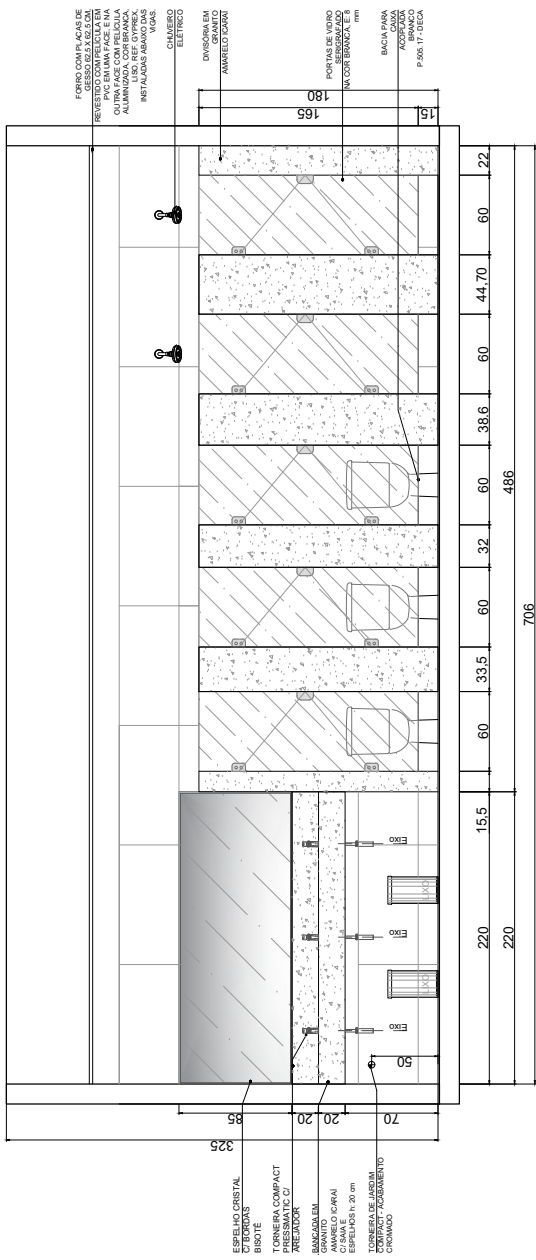 FORRO COM PLACAS DE
GESSO 62,5 X 62,5 CM,
REVESTIDO COM PELÍCULA EM
PVC EM UMA FACE, E NA
OUTRA FACE COM PELÍCULA
ALUMINIZADA, COR BRANCA,
LISO, REF. GYPREX,
INSTALADAS ABAIXO DAS
VIGAS.
CHUVEIRO
ELÉTRICO
DIVISÓRIA EM
GRANITO
AMARELO ICARAÍ
PORTAS DE VIDRO
SERIGRAFADO
NA COR BRANCA, E: 8
mm
BACIA PARA
CAIXA
ACOPLADA
BRANCO
P.505.17 - DECA
180
165
15
325
85
20
20
70
50
ESPELHO CRISTAL
C/ BORDAS
BISOTÊ
TORNEIRA COMPACT
PRESSMATIC C/
AREJADOR
BANCADA EM
GRANITO
AMARELO ICARAÍ
C/ SAIA E
ESPELHOS h: 20 cm
TORNEIRA DE JARDIM
COMPACT - ACABAMENTO
CROMADO
Eixo
Eixo
Eixo
LIXO
LIXO
220
15,5
60
33,5
60
32
60
38,6
60
44,70
60
22
220
486
706